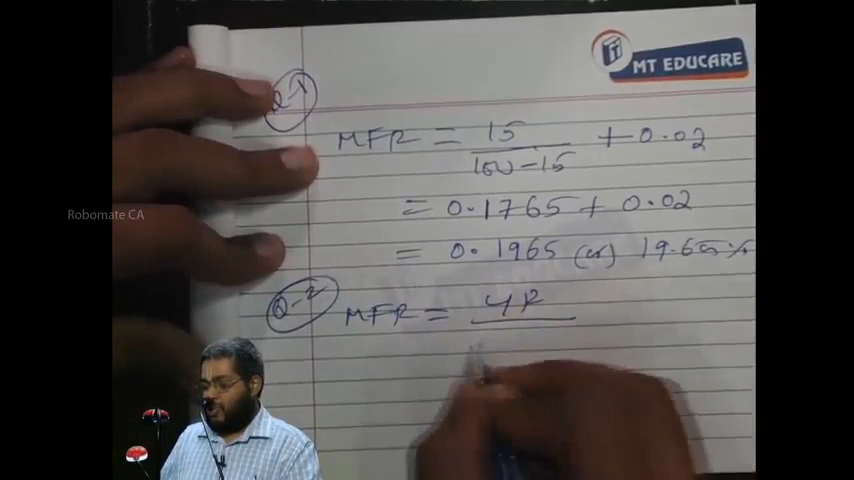 MT EDUCARE
Q-1
MFR = 15 / 100-15 + 0.02
= 0.1765 + 0.02
= 0.1965 (or) 19.65%
Robomate CA
Q-2 MFR = YR